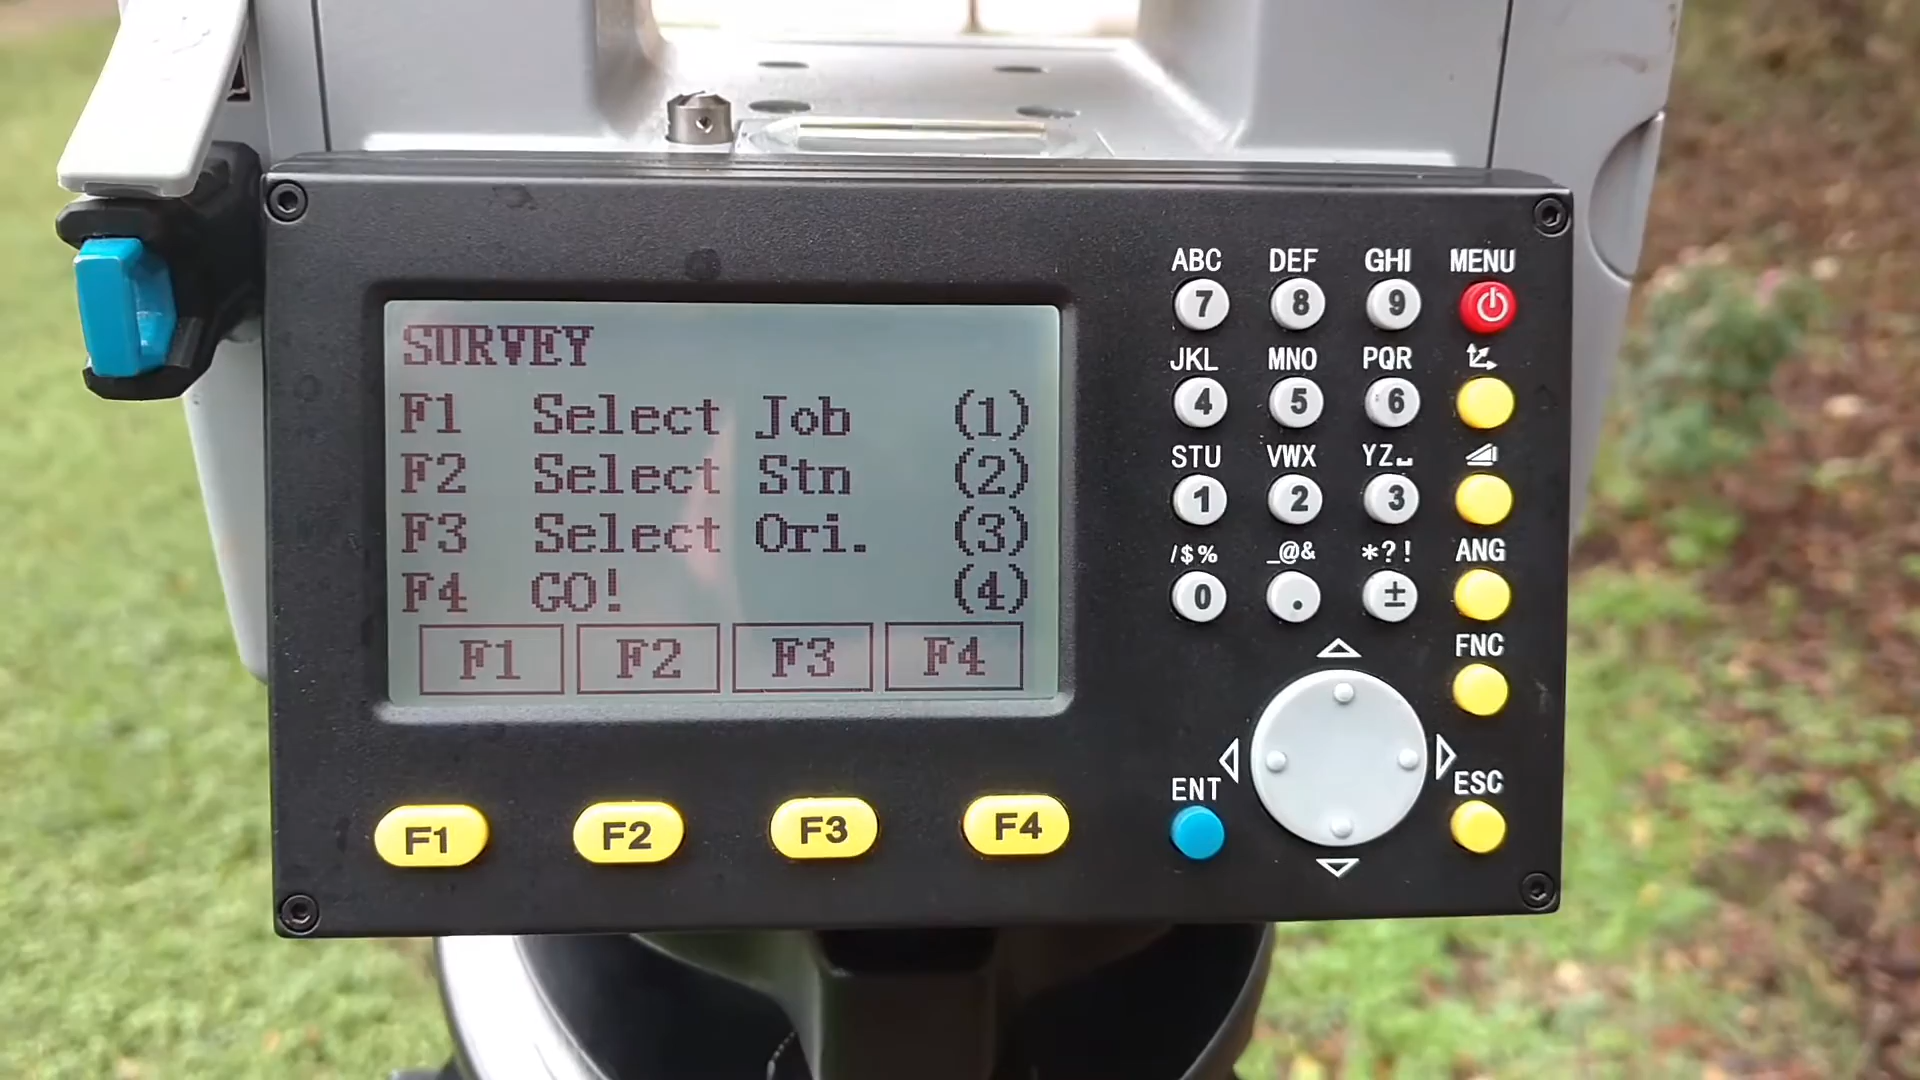 SURVEY
F1 Select Job (1)
F2 Select Stn (2)
F3 Select Ori. (3)
F4 GO! (4)
F1 F2 F3 F4
F1 F2 F3 F4
ABC DEF GHI MENU
7 8 9
JKL MNO PQR
4 5 6
STU VWX YZ⎵
1 2 3
/$% _@& *?! ANG
0 . ±
FNC
ENT ESC